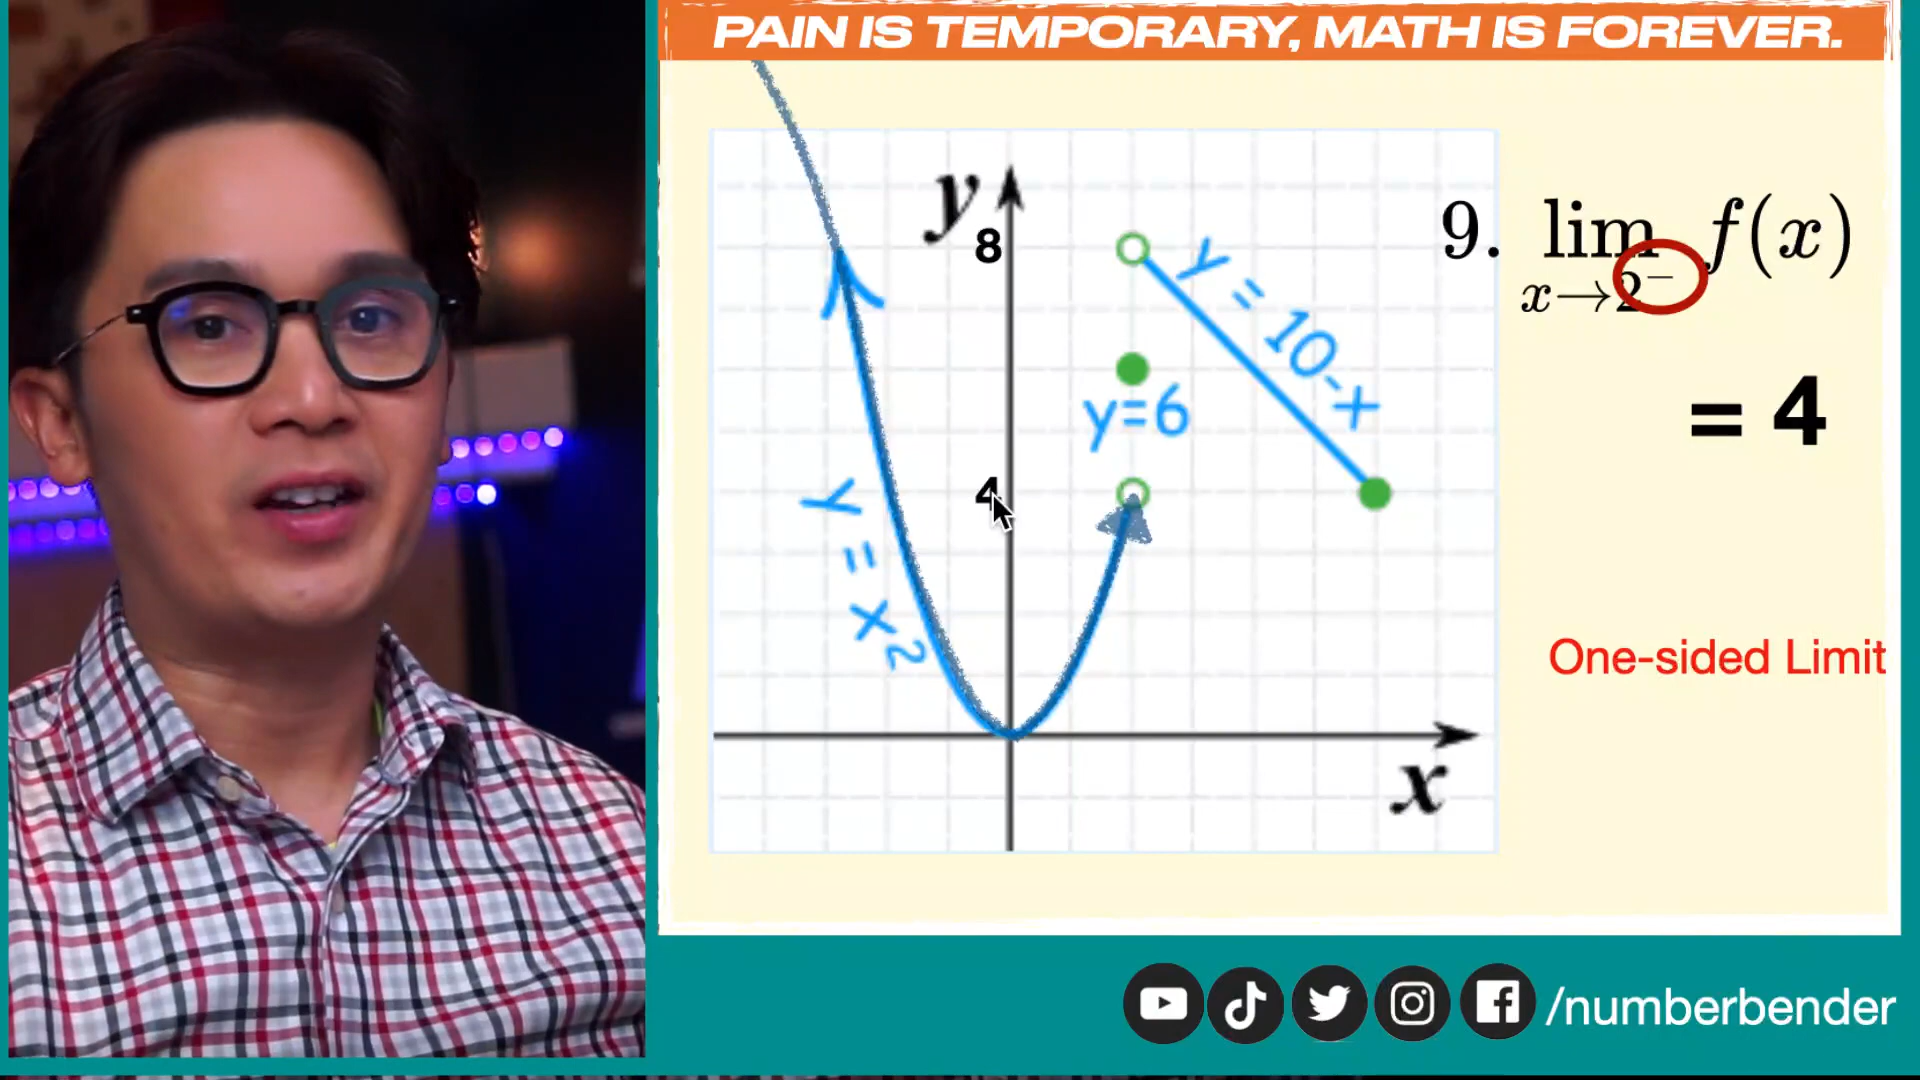 PAIN IS TEMPORARY, MATH IS FOREVER.
y
8
4
y = 10-x
y=6
y = x²
x
9. lim f(x)
x→2⁻
= 4
One-sided Limit
/numberbender